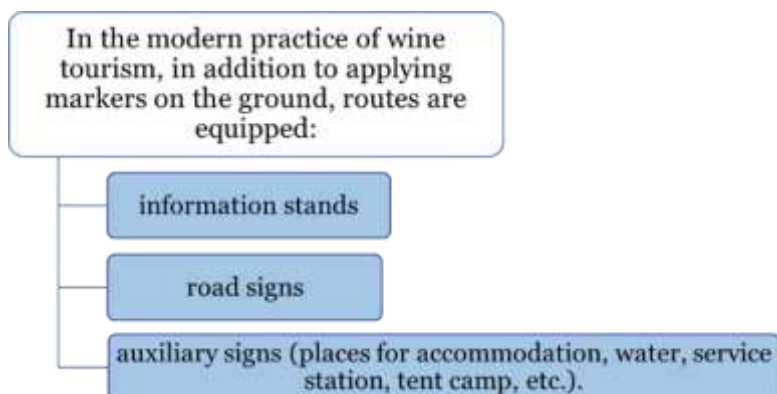 In the modern practice of wine
tourism, in addition to applying
markers on the ground, routes are
equipped:
information stands
road signs
auxiliary signs (places for accommodation, water, service
station, tent camp, etc.).